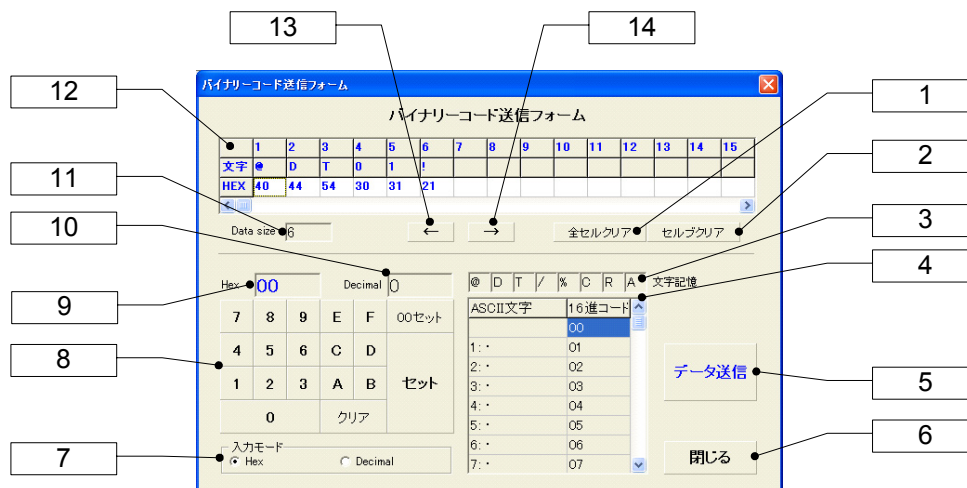 13 14
バイナリーコード送信フォーム
12 1
バイナリーコード送信フォーム
1 2 3 4 5 6 7 8 9 10 11 12 13 14 15
文字 @ D T 0 1 !
HEX 40 44 54 30 31 21
11 2
Data size 6 ← → 全セルクリア セルブクリア
10 3
Hex 00 Decimal 0 @ D T / % C R A 文字記憶
9 4
ASCII文字 16進コード
00
1: ・ 01
2: ・ 02
3: ・ 03
4: ・ 04
5: ・ 05
6: ・ 06
7: ・ 07
7 8 9 E F 00セット
4 5 6 C D
1 2 3 A B セット
0 クリア
8
データ送信
5
入力モード
Hex Decimal
7
閉じる
6